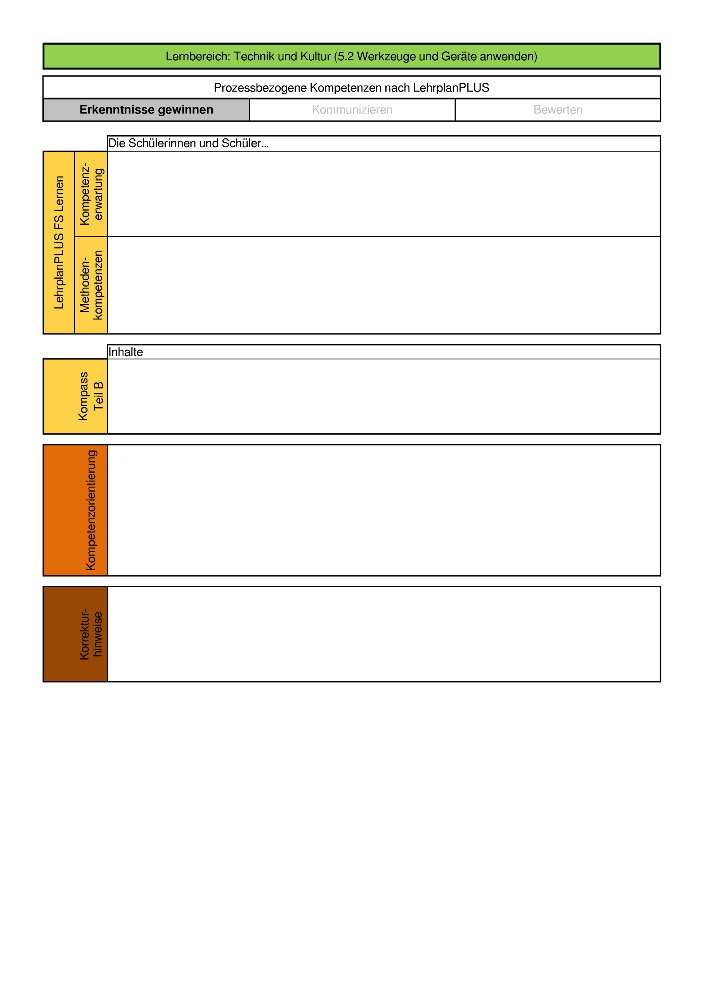 Lernbereich: Technik und Kultur (5.2 Werkzeuge und Geräte anwenden)
Prozessbezogene Kompetenzen nach LehrplanPLUS
Erkenntnisse gewinnen
Kommunizieren
Bewerten
Die Schülerinnen und Schüler...
LehrplanPLUS FS Lernen
Kompetenz-
erwartung
Methoden-
kompetenzen
Inhalte
Kompass
Teil B
Kompetenzorientierung
Korrektur-
hinweise